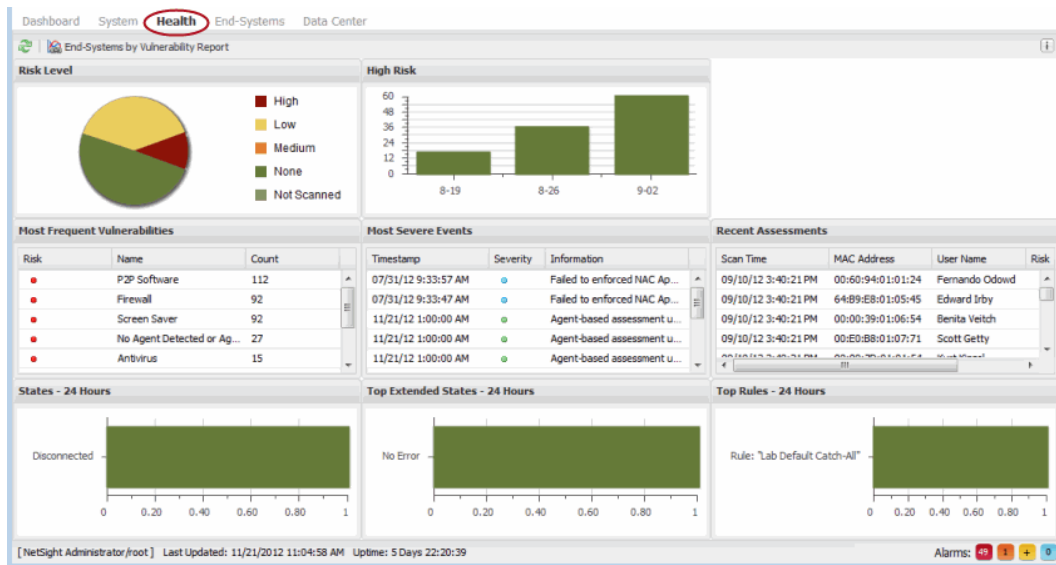 Dashboard System Health End-Systems Data Center
End-Systems by Vulnerability Report
Risk Level
High
Low
Medium
None
Not Scanned
High Risk
60
48
36
24
12
0
8-19 8-26 9-02
Most Frequent Vulnerabilities
Risk Name Count
P2P Software 112
Firewall 92
Screen Saver 92
No Agent Detected or Ag... 27
Antivirus 15
Most Severe Events
Timestamp Severity Information
07/31/12 9:33:57 AM Failed to enforced NAC Ap...
07/31/12 9:33:47 AM Failed to enforced NAC Ap...
11/21/12 1:00:00 AM Agent-based assessment u...
11/21/12 1:00:00 AM Agent-based assessment u...
11/21/12 1:00:00 AM Agent-based assessment u...
Recent Assessments
Scan Time MAC Address User Name Risk
09/10/12 3:40:21 PM 00:60:94:01:01:24 Fernando Odowd
09/10/12 3:40:21 PM 64:B9:E8:01:05:45 Edward Irby
09/10/12 3:40:21 PM 00:00:39:01:06:54 Benita Veitch
09/10/12 3:40:21 PM 00:E0:B8:01:07:71 Scott Getty
09/10/12 3:40:21 PM
States - 24 Hours
Disconnected
0 0.20 0.40 0.60 0.80 1
Top Extended States - 24 Hours
No Error
0 0.20 0.40 0.60 0.80 1
Top Rules - 24 Hours
Rule: "Lab Default Catch-All"
0 0.20 0.40 0.60 0.80 1
[ NetSight Administrator/root ] Last Updated: 11/21/2012 11:04:58 AM Uptime: 5 Days 22:20:39
Alarms: 49 1 + 0